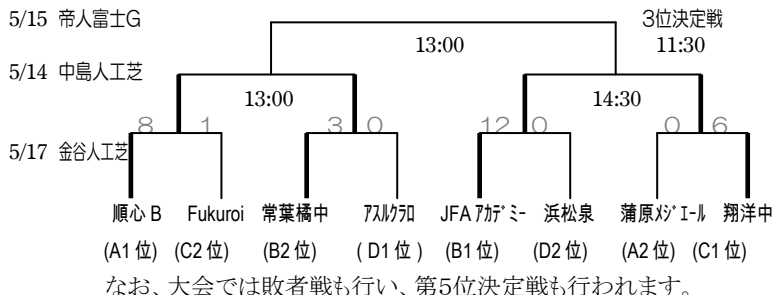 5/15 帝人富士G 3位決定戦
13:00 11:30
5/14 中島人工芝
13:00 14:30
8 1 3 0 12 0 0 6
5/17 金谷人工芝
順心 B Fukuroi 常葉橘中 ｱｽﾙｸﾗﾛ JFA ｱｶﾃﾞﾐｰ 浜松泉 蒲原ﾒｼﾞｴｰﾙ 翔洋中
(A1 位) (C2 位) (B2 位) ( D1 位 ) (B1 位) (D2 位) (A2 位) (C1 位)
なお、大会では敗者戦も行い、第5位決定戦も行われます。